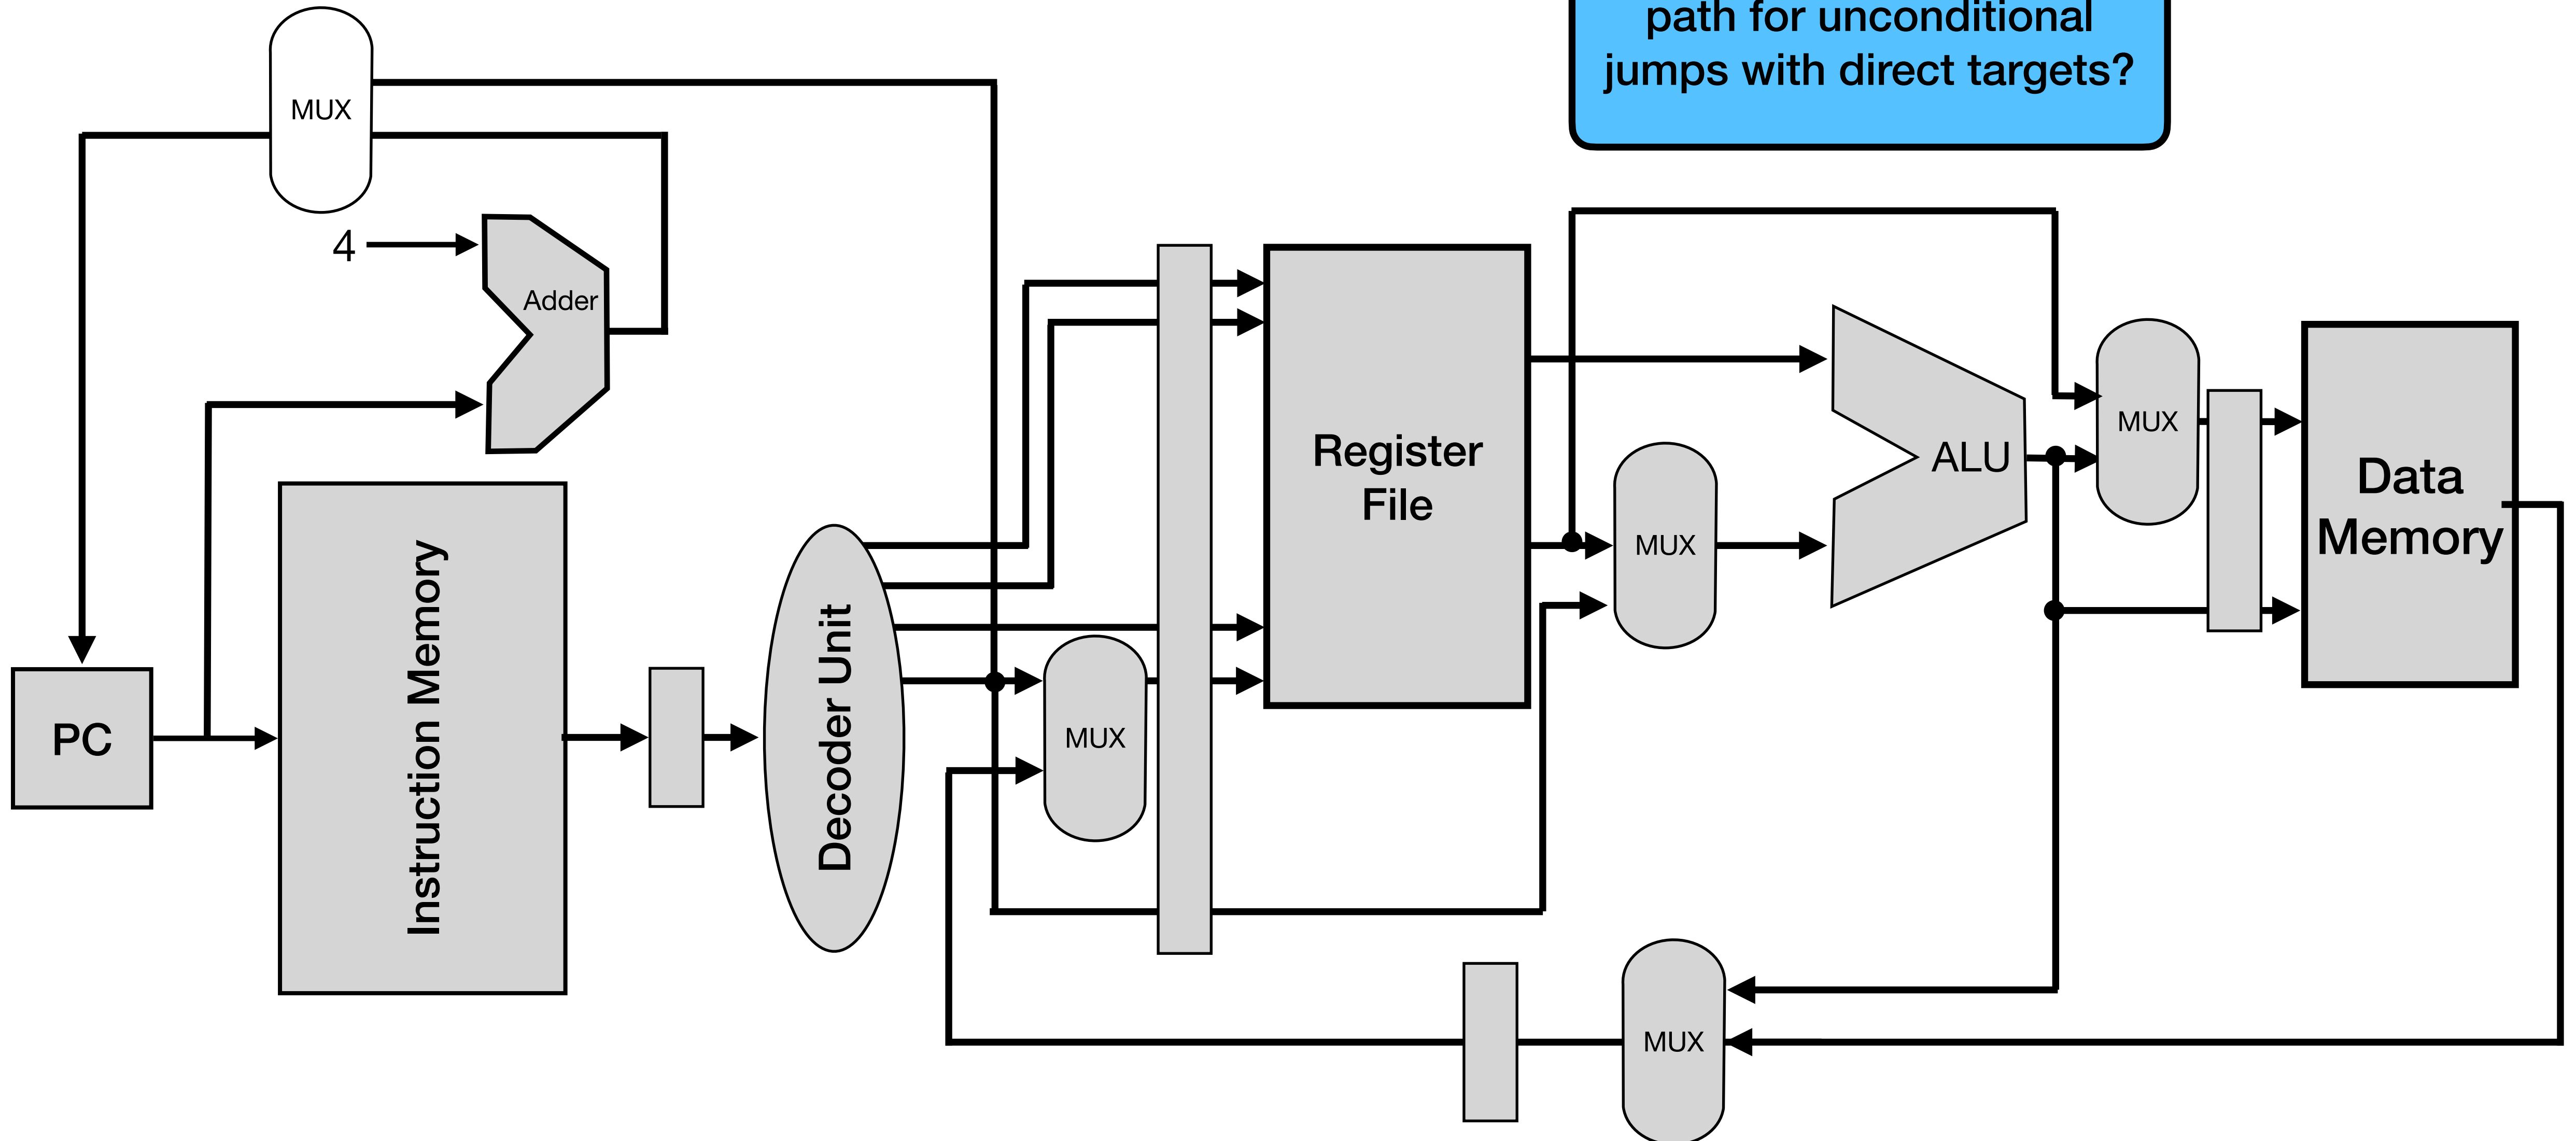 path for unconditional
jumps with direct targets?
MUX
4
Adder
Register
File
MUX
ALU
MUX
Data
Memory
PC
Instruction Memory
Decoder Unit
MUX
MUX